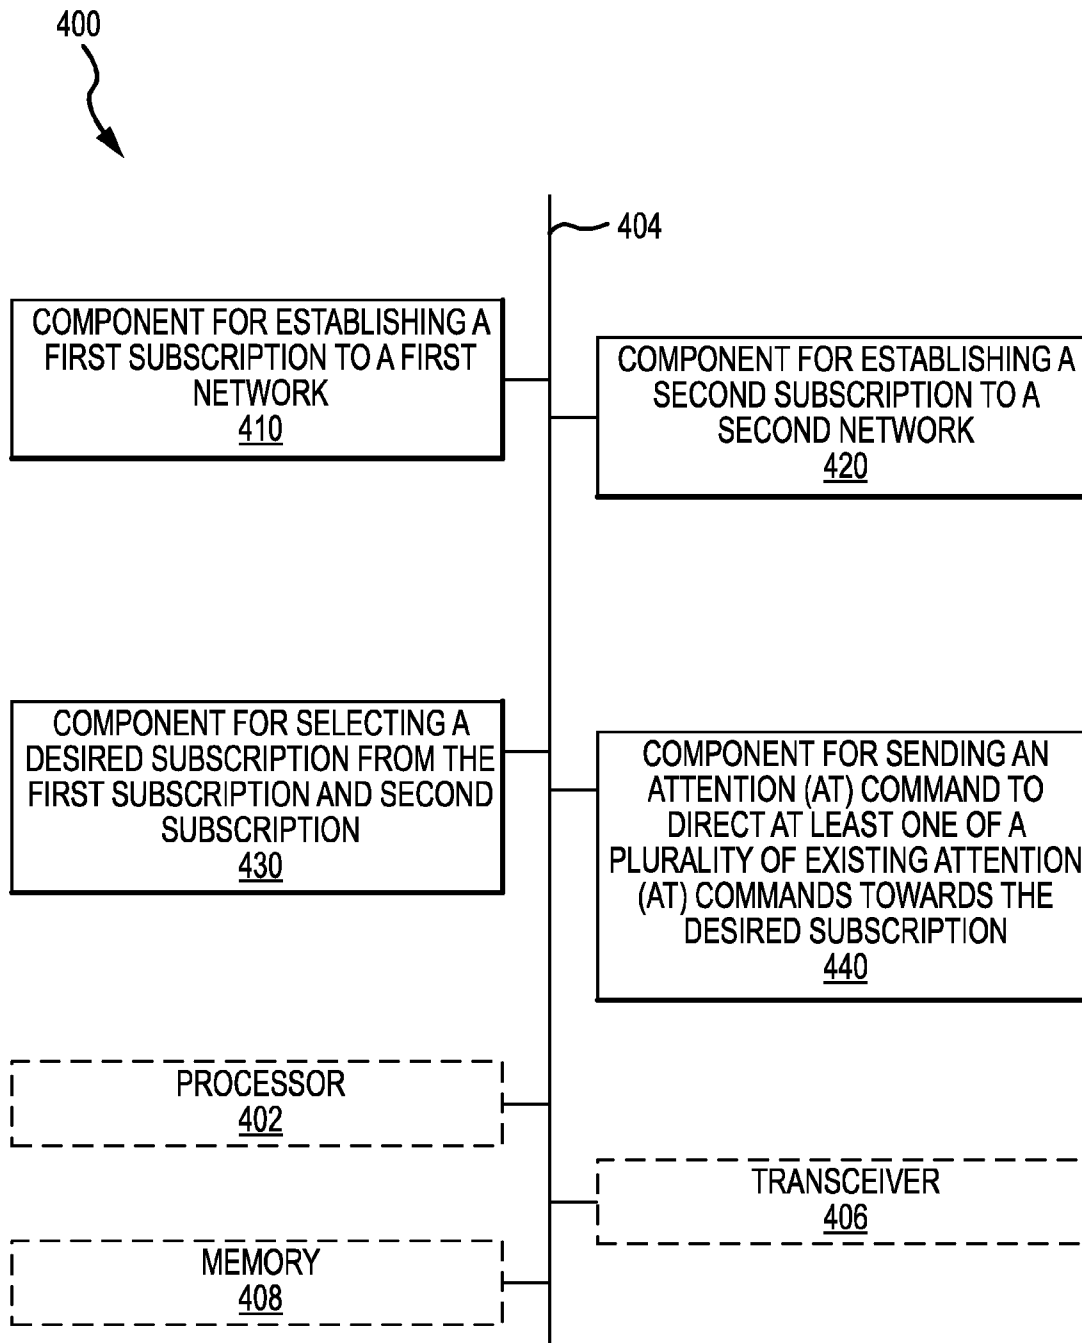 400
404
COMPONENT FOR ESTABLISHING A
FIRST SUBSCRIPTION TO A FIRST
NETWORK
410
COMPONENT FOR ESTABLISHING A
SECOND SUBSCRIPTION TO A
SECOND NETWORK
420
COMPONENT FOR SELECTING A
DESIRED SUBSCRIPTION FROM THE
FIRST SUBSCRIPTION AND SECOND
SUBSCRIPTION
430
COMPONENT FOR SENDING AN
ATTENTION (AT) COMMAND TO
DIRECT AT LEAST ONE OF A
PLURALITY OF EXISTING ATTENTION
(AT) COMMANDS TOWARDS THE
DESIRED SUBSCRIPTION
440
PROCESSOR
402
TRANSCEIVER
406
MEMORY
408